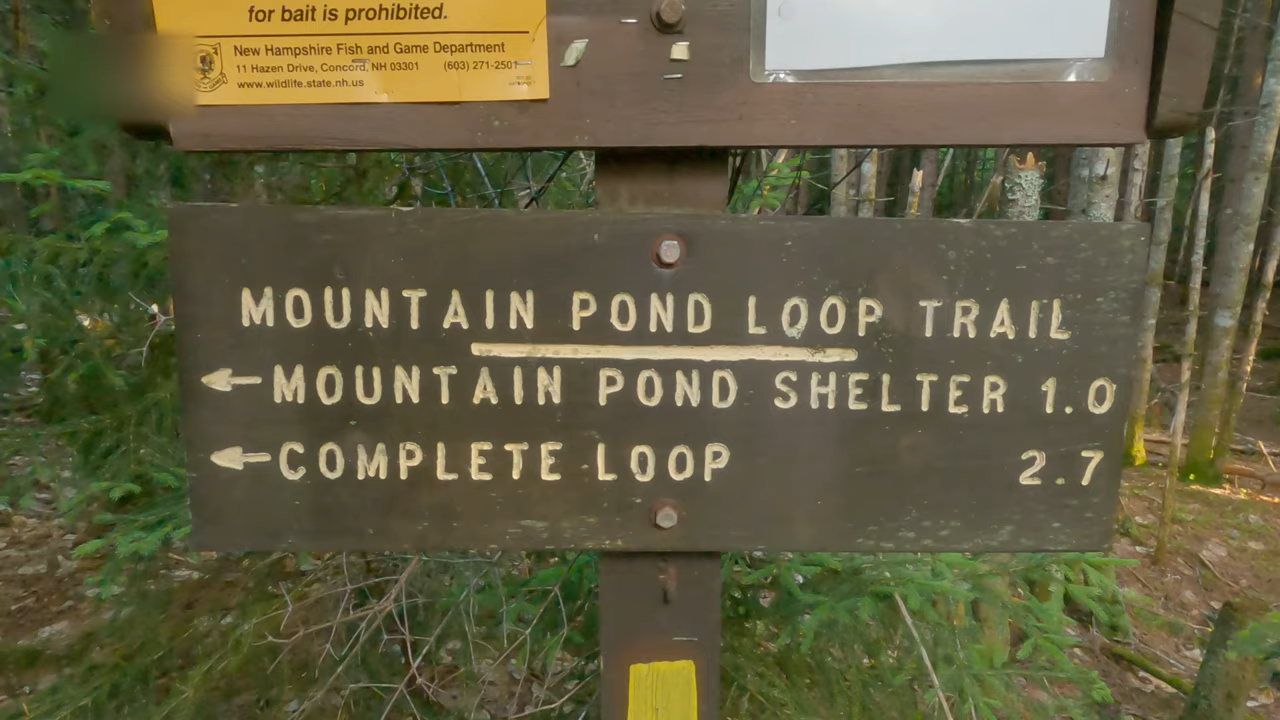 for bait is prohibited.
New Hampshire Fish and Game Department
11 Hazen Drive, Concord, NH 03301 (603) 271-2501
www.wildlife.state.nh.us
MOUNTAIN POND LOOP TRAIL
MOUNTAIN POND SHELTER 1.0
COMPLETE LOOP 2.7